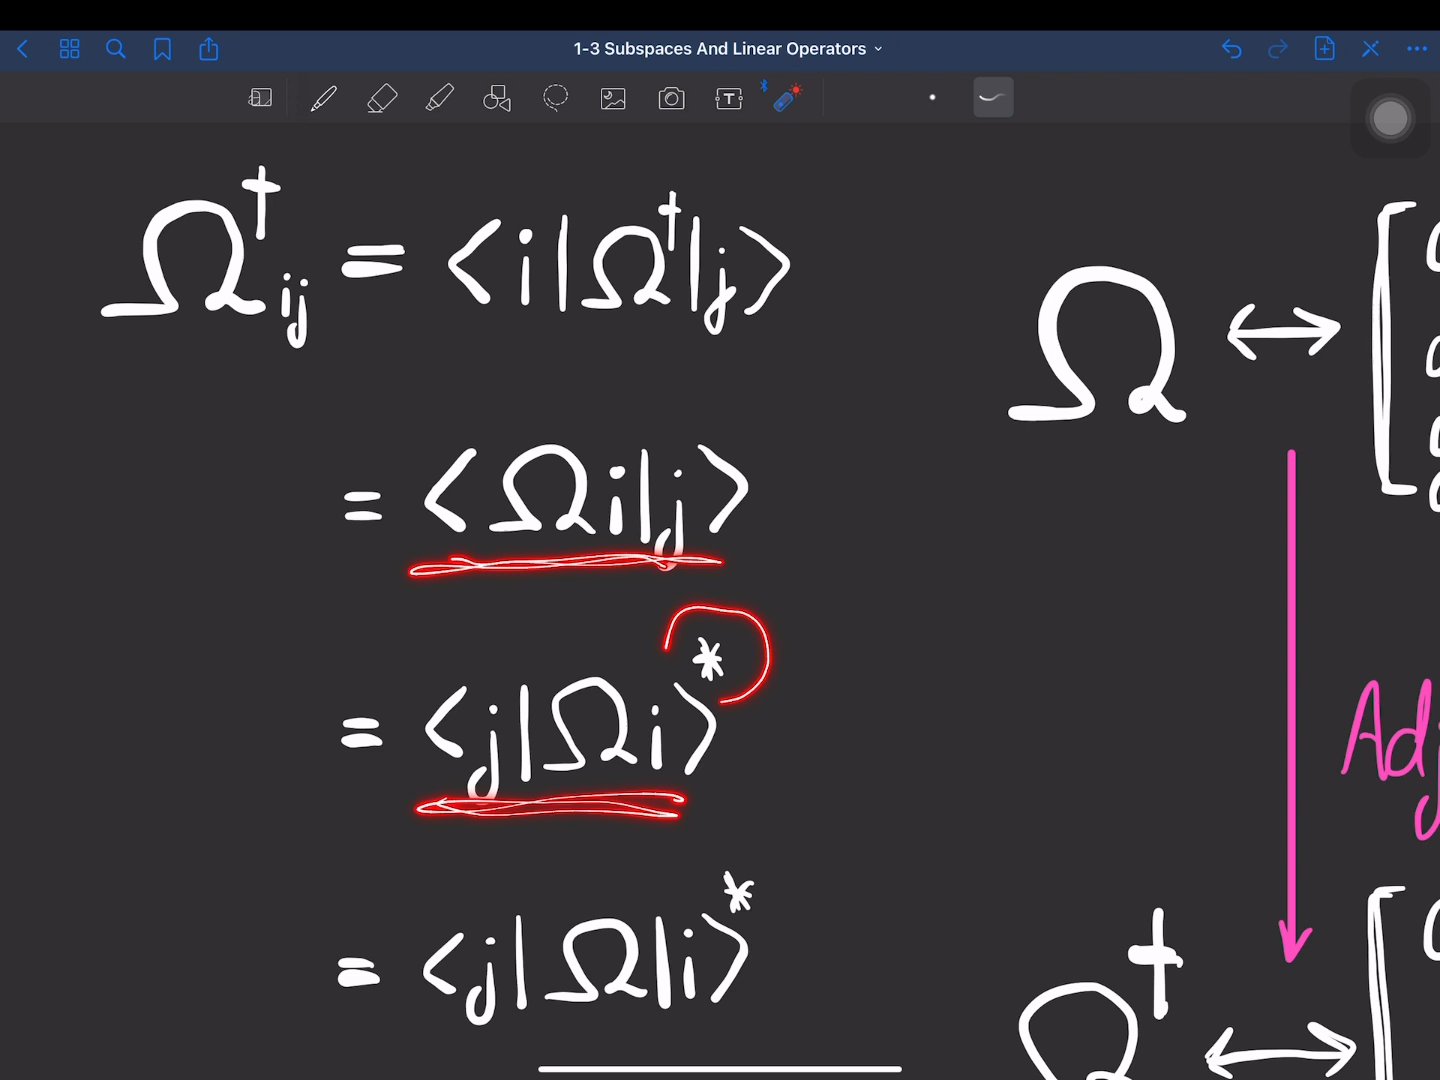 1-3 Subspaces And Linear Operators
Ω†ij = <i|Ω†|j>
= <Ωi|j>
= <j|Ωi>*
= <j|Ω|i>*
Ω ↔ [
Ω† ↔ [